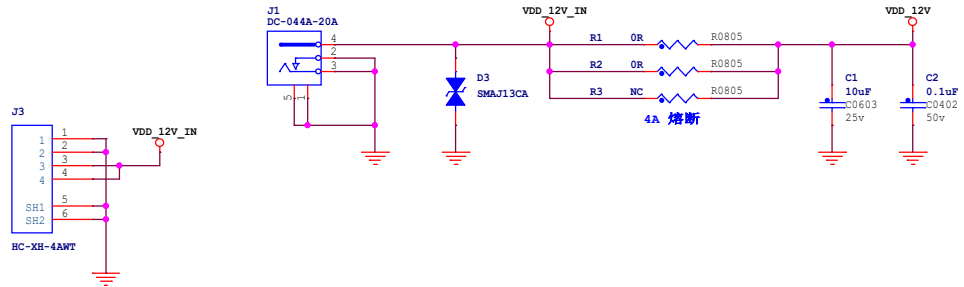 J1
DC-044A-20A
4
2
3
5
1
VDD_12V_IN
R1 0R R0805
R2 0R R0805
R3 NC R0805
4A 熔断
D3
SMAJ13CA
VDD_12V
C1
10uF
C0603
25v
C2
0.1uF
C0402
50v
J3
1 1
2 2
3 3
4 4
SH1 5
SH2 6
HC-XH-4AWT
VDD_12V_IN